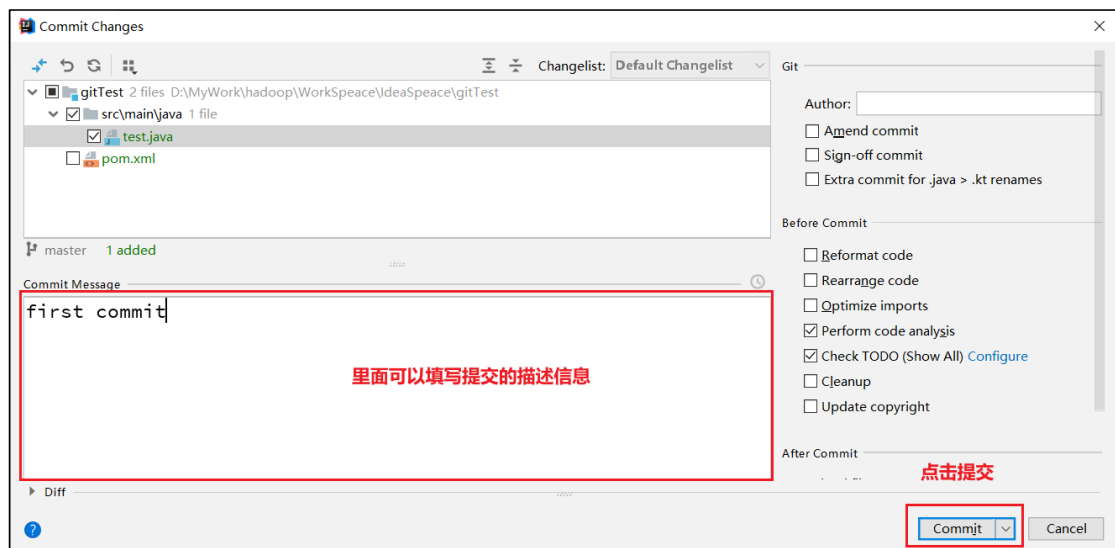 Commit Changes
Changelist: Default Changelist
gitTest 2 files D:\MyWork\hadoop\WorkSpeace\IdeaSpeace\gitTest
src\main\java 1 file
test.java
pom.xml
master 1 added
Commit Message
first commit
里面可以填写提交的描述信息
Diff
Git
Author:
Amend commit
Sign-off commit
Extra commit for .java > .kt renames
Before Commit
Reformat code
Rearrange code
Optimize imports
Perform code analysis
Check TODO (Show All) Configure
Cleanup
Update copyright
After Commit
点击提交
Commit
Cancel